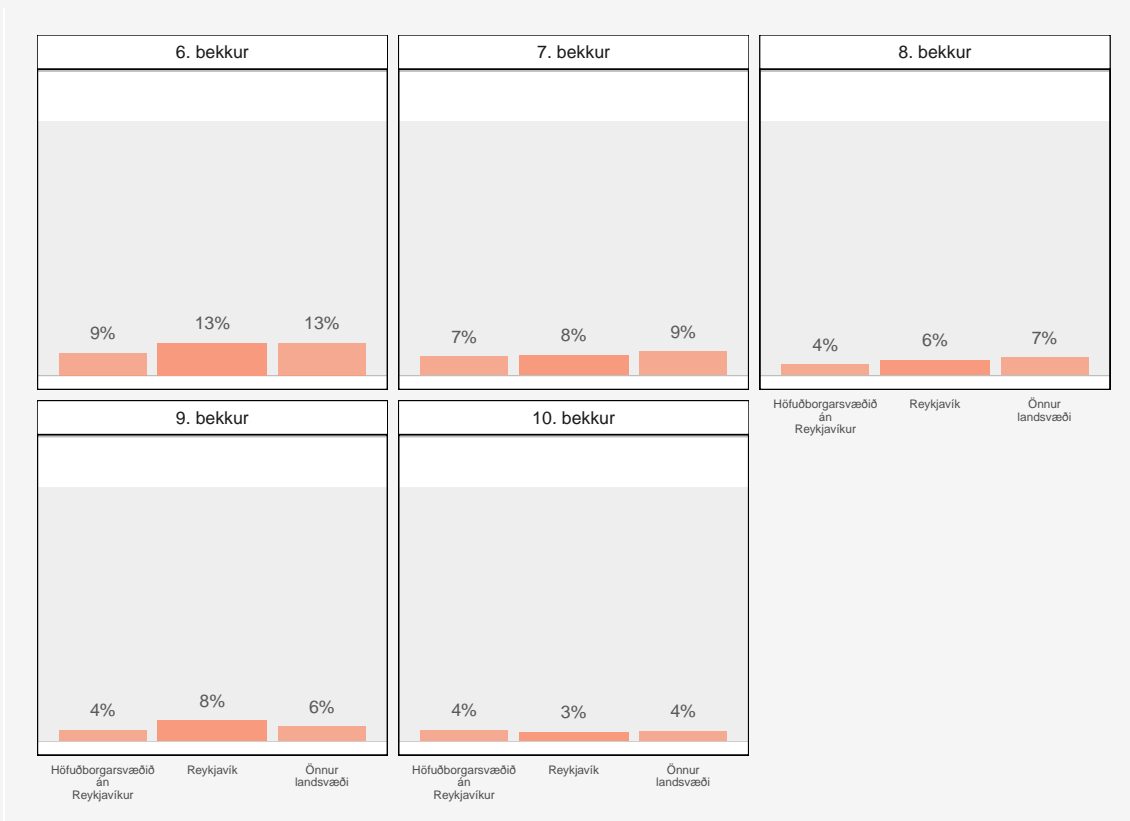 6. bekkur
9%
13%
13%
7. bekkur
7%
8%
9%
8. bekkur
4%
6%
7%
Höfuðborgarsvæðið
án
Reykjavíkur
Reykjavík
Önnur
landsvæði
9. bekkur
4%
8%
6%
Höfuðborgarsvæðið
án
Reykjavíkur
Reykjavík
Önnur
landsvæði
10. bekkur
4%
3%
4%
Höfuðborgarsvæðið
án
Reykjavíkur
Reykjavík
Önnur
landsvæði